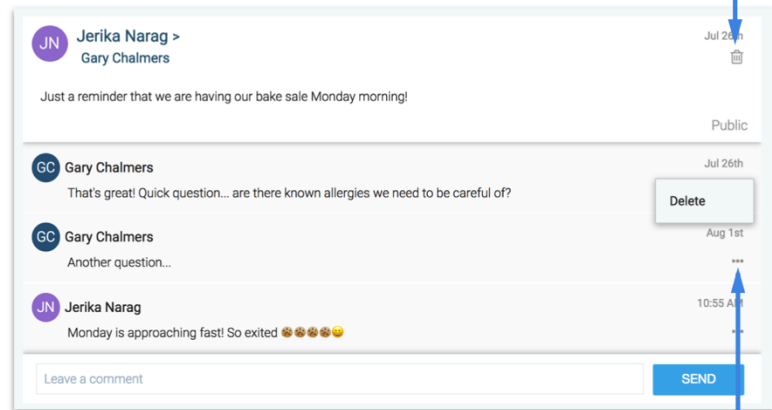 JN
Jerika Narag >
Gary Chalmers
Jul 26th
Just a reminder that we are having our bake sale Monday morning!
Public
GC
Gary Chalmers
Jul 26th
That's great! Quick question... are there known allergies we need to be careful of?
Delete
GC
Gary Chalmers
Aug 1st
Another question...
JN
Jerika Narag
10:55 AM
Monday is approaching fast! So exited 🍪🍪🍪🍪😄
Leave a comment
SEND